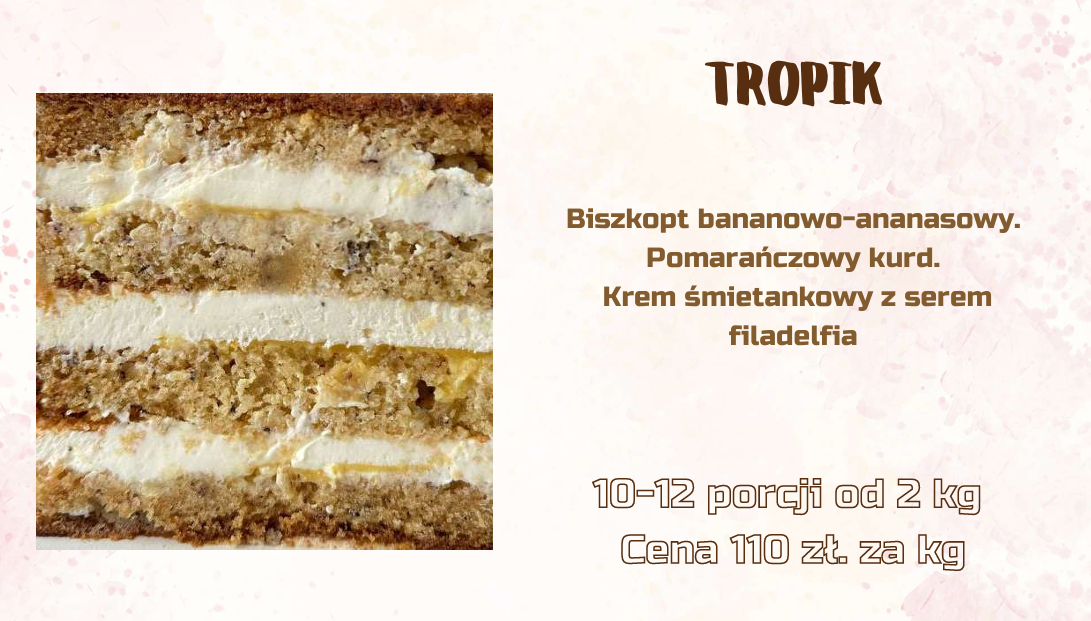 TROPIK
Biszkopt bananowo-ananasowy.
Pomarańczowy kurd.
Krem śmietankowy z serem
filadelfia
10-12 porcji od 2 kg
Cena 110 zł. za kg